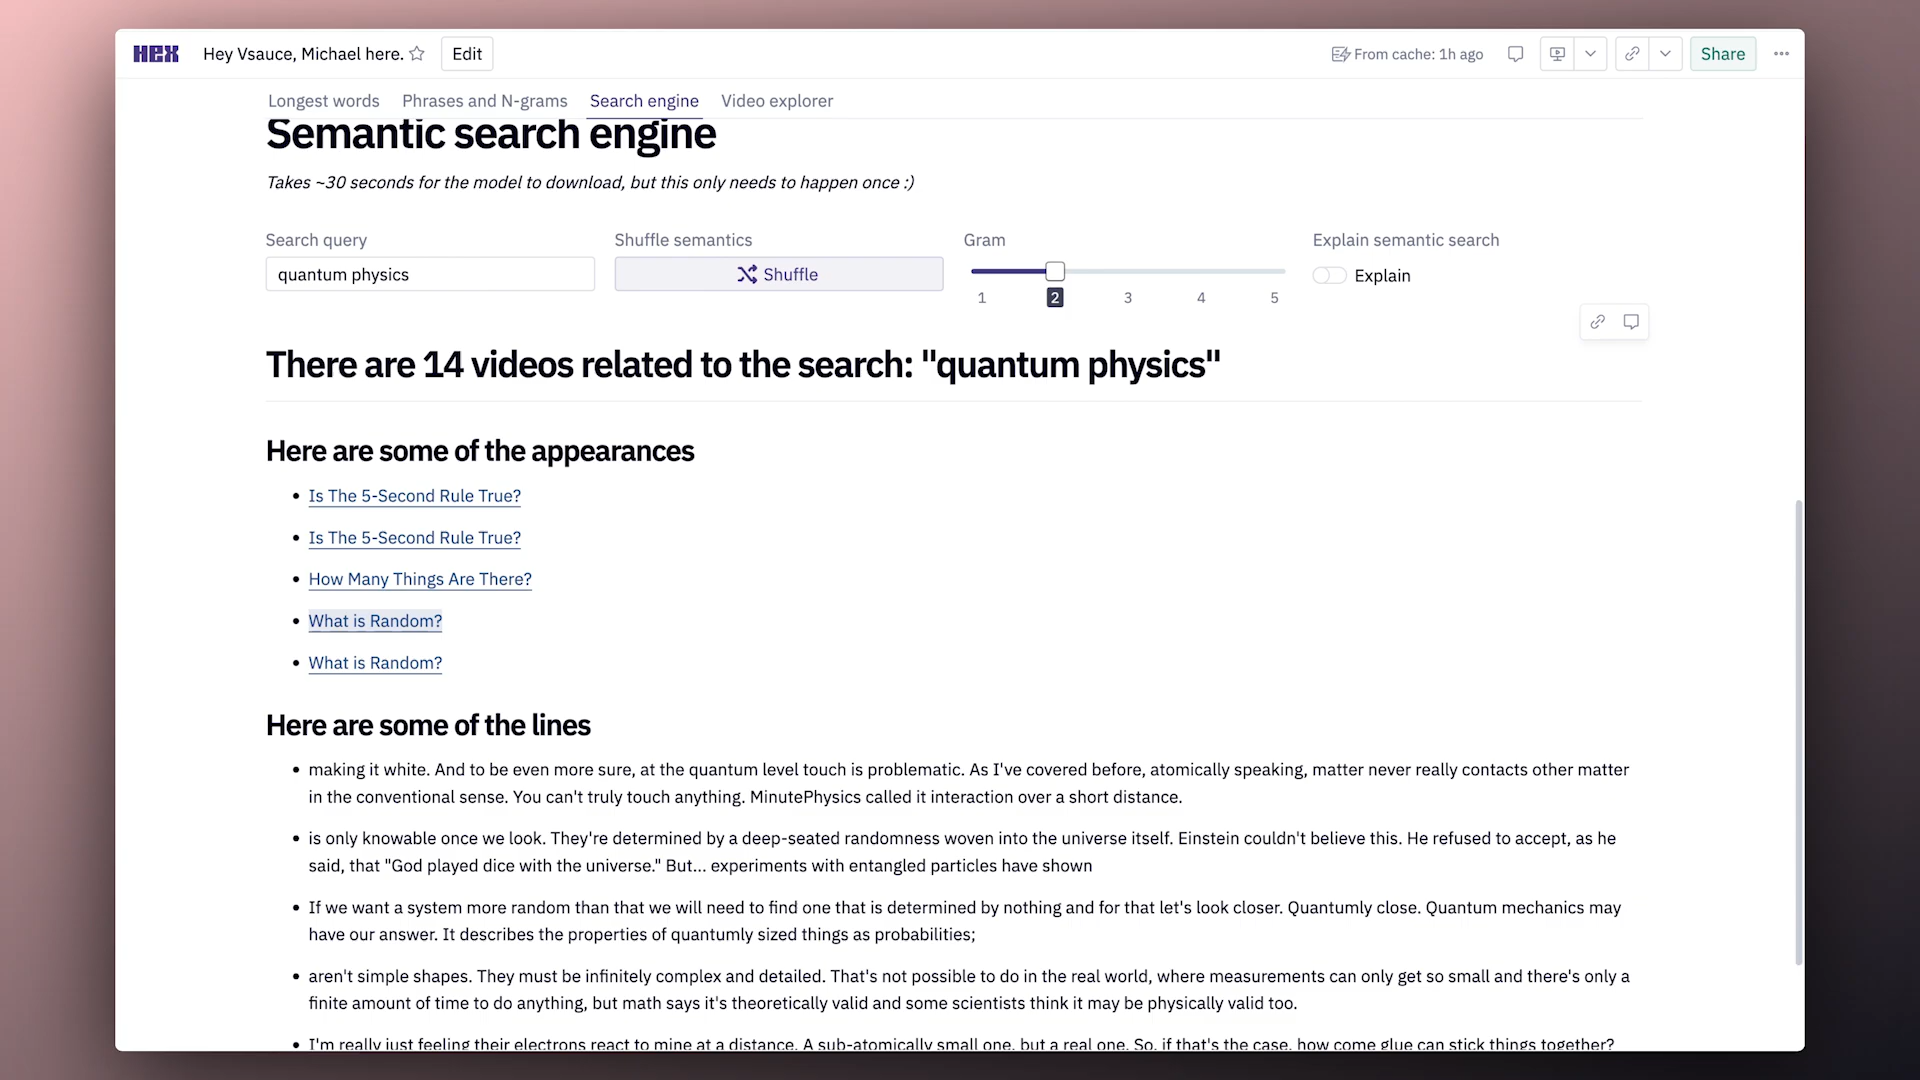 HEX
Hey Vsauce, Michael here.
Edit
From cache: 1h ago
Share
Longest words
Phrases and N-grams
Search engine
Video explorer
Semantic search engine
Takes ~30 seconds for the model to download, but this only needs to happen once :)
Search query
Shuffle semantics
Gram
Explain semantic search
quantum physics
Shuffle
Explain
1 2 3 4 5
There are 14 videos related to the search: "quantum physics"
Here are some of the appearances
Is The 5-Second Rule True?
Is The 5-Second Rule True?
How Many Things Are There?
What is Random?
What is Random?
Here are some of the lines
making it white. And to be even more sure, at the quantum level touch is problematic. As I've covered before, atomically speaking, matter never really contacts other matter
in the conventional sense. You can't truly touch anything. MinutePhysics called it interaction over a short distance.
is only knowable once we look. They're determined by a deep-seated randomness woven into the universe itself. Einstein couldn't believe this. He refused to accept, as he
said, that "God played dice with the universe." But... experiments with entangled particles have shown
If we want a system more random than that we will need to find one that is determined by nothing and for that let's look closer. Quantumly close. Quantum mechanics may
have our answer. It describes the properties of quantumly sized things as probabilities;
aren't simple shapes. They must be infinitely complex and detailed. That's not possible to do in the real world, where measurements can only get so small and there's only a
finite amount of time to do anything, but math says it's theoretically valid and some scientists think it may be physically valid too.
I'm really just feeling their electrons react to mine at a distance. A sub-atomically small one, but a real one. So, if that's the case, how come glue can stick things together?